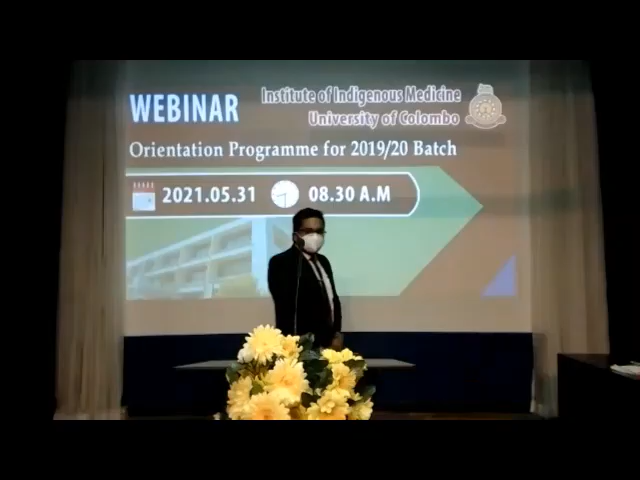 WEBINAR
Institute of Indigenous Medicine
University of Colombo
Orientation Programme for 2019/20 Batch
2021.05.31
08.30 A.M